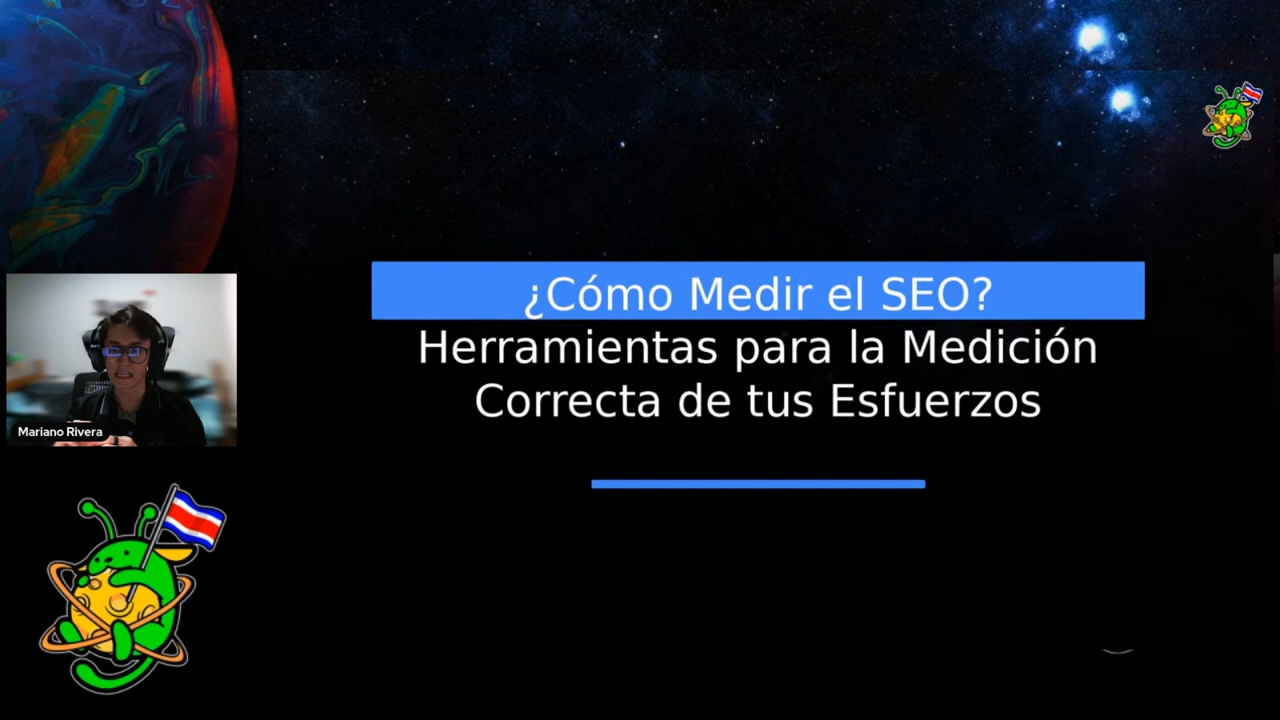 ¿Cómo Medir el SEO?
Herramientas para la Medición
Correcta de tus Esfuerzos
Mariano Rivera